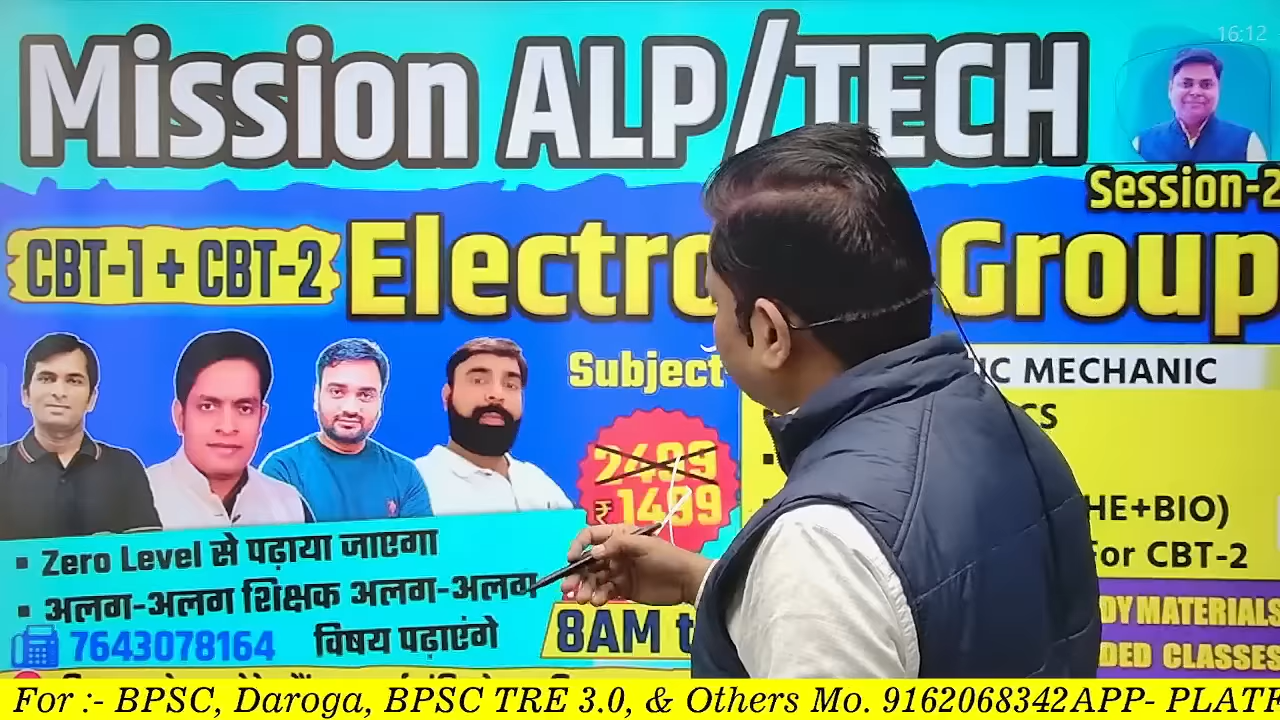 16:12
Mission ALP/TECH
Session-2
CBT-1 + CBT-2
Electro Group
Subject
IC MECHANIC
CS
2499
₹ 1499
HE+BIO)
For CBT-2
▪ Zero Level से पढ़ाया जाएगा
▪ अलग-अलग शिक्षक अलग-अलग
विषय पढ़ाएंगे
7643078164
8AM t
DY MATERIALS
DED CLASSES
For :- BPSC, Daroga, BPSC TRE 3.0, & Others Mo. 9162068342APP- PLATF